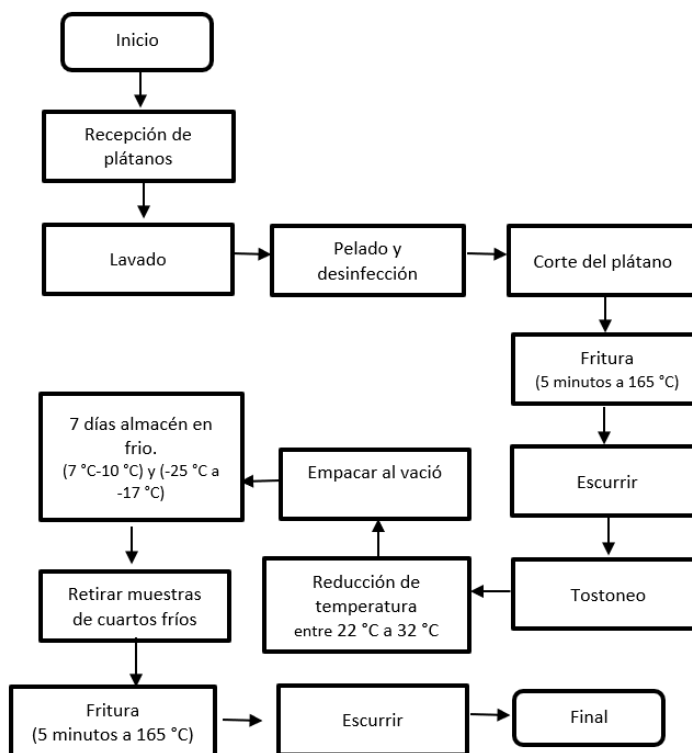 Inicio
Recepción de
plátanos
Lavado
Pelado y
desinfección
Corte del plátano
Fritura
(5 minutos a 165 °C)
Escurrir
Tostoneo
Reducción de
temperatura
entre 22 °C a 32 °C
Empacar al vació
7 días almacén en
frio.
(7 °C-10 °C) y (-25 °C a
-17 °C)
Retirar muestras
de cuartos fríos
Fritura
(5 minutos a 165 °C)
Escurrir
Final